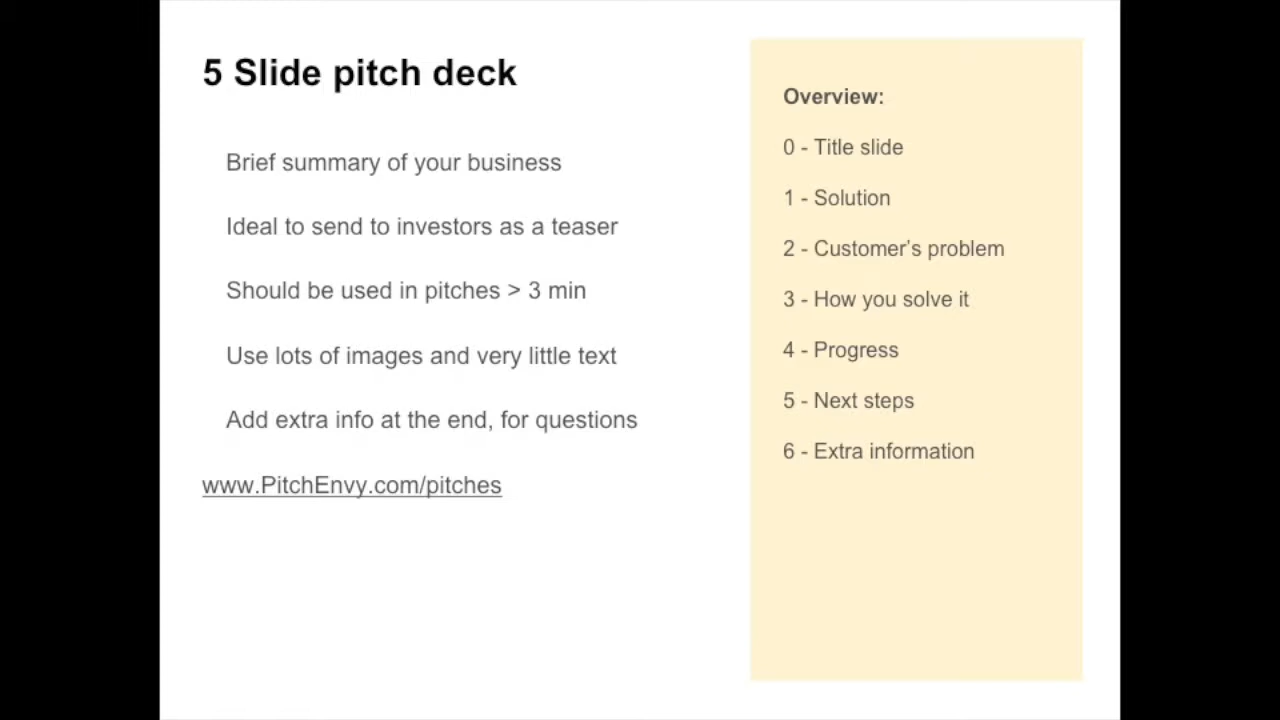 5 Slide pitch deck
Brief summary of your business
Ideal to send to investors as a teaser
Should be used in pitches > 3 min
Use lots of images and very little text
Add extra info at the end, for questions
www.PitchEnvy.com/pitches
Overview:
0 - Title slide
1 - Solution
2 - Customer’s problem
3 - How you solve it
4 - Progress
5 - Next steps
6 - Extra information